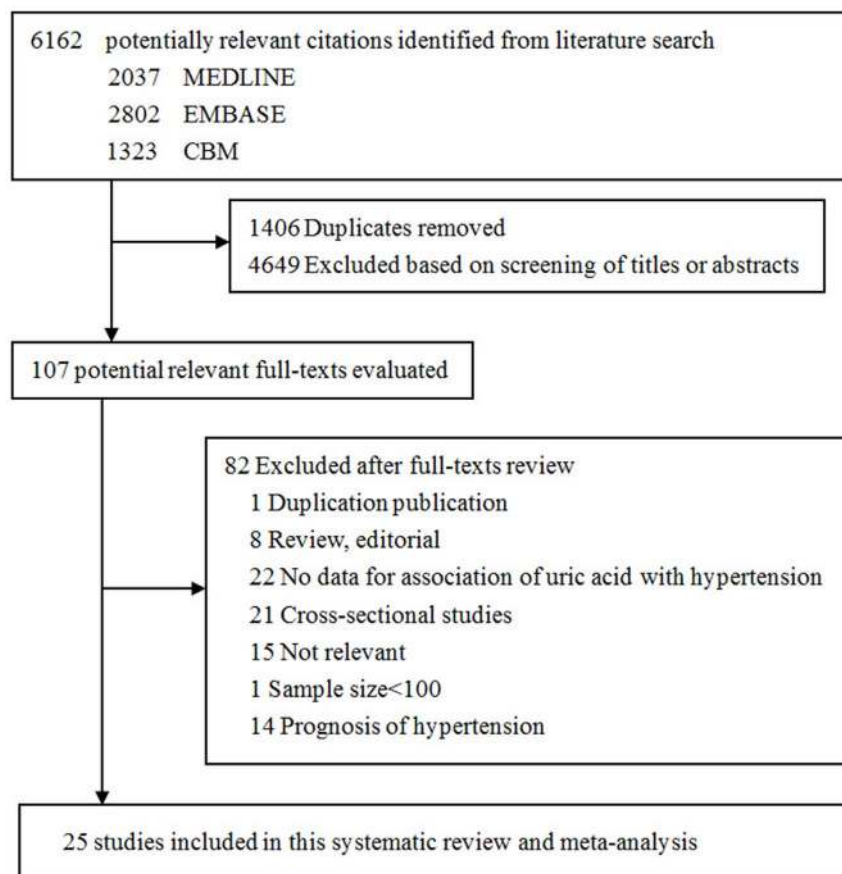 6162 potentially relevant citations identified from literature search
2037 MEDLINE
2802 EMBASE
1323 CBM
1406 Duplicates removed
4649 Excluded based on screening of titles or abstracts
107 potential relevant full-texts evaluated
82 Excluded after full-texts review
1 Duplication publication
8 Review, editorial
22 No data for association of uric acid with hypertension
21 Cross-sectional studies
15 Not relevant
1 Sample size<100
14 Prognosis of hypertension
25 studies included in this systematic review and meta-analysis